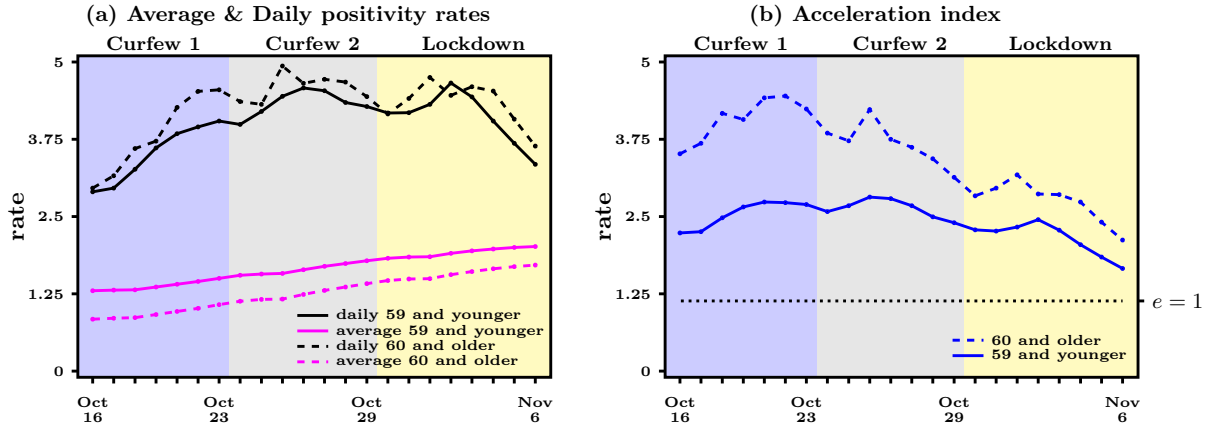 (a) Average & Daily positivity rates
Curfew 1 Curfew 2 Lockdown
5
3.75
2.5
1.25
0
rate
daily 59 and younger
average 59 and younger
daily 60 and older
average 60 and older
Oct 16
Oct 23
Oct 29
Nov 6
(b) Acceleration index
Curfew 1 Curfew 2 Lockdown
5
3.75
2.5
1.25
0
rate
e = 1
60 and older
59 and younger
Oct 16
Oct 23
Oct 29
Nov 6